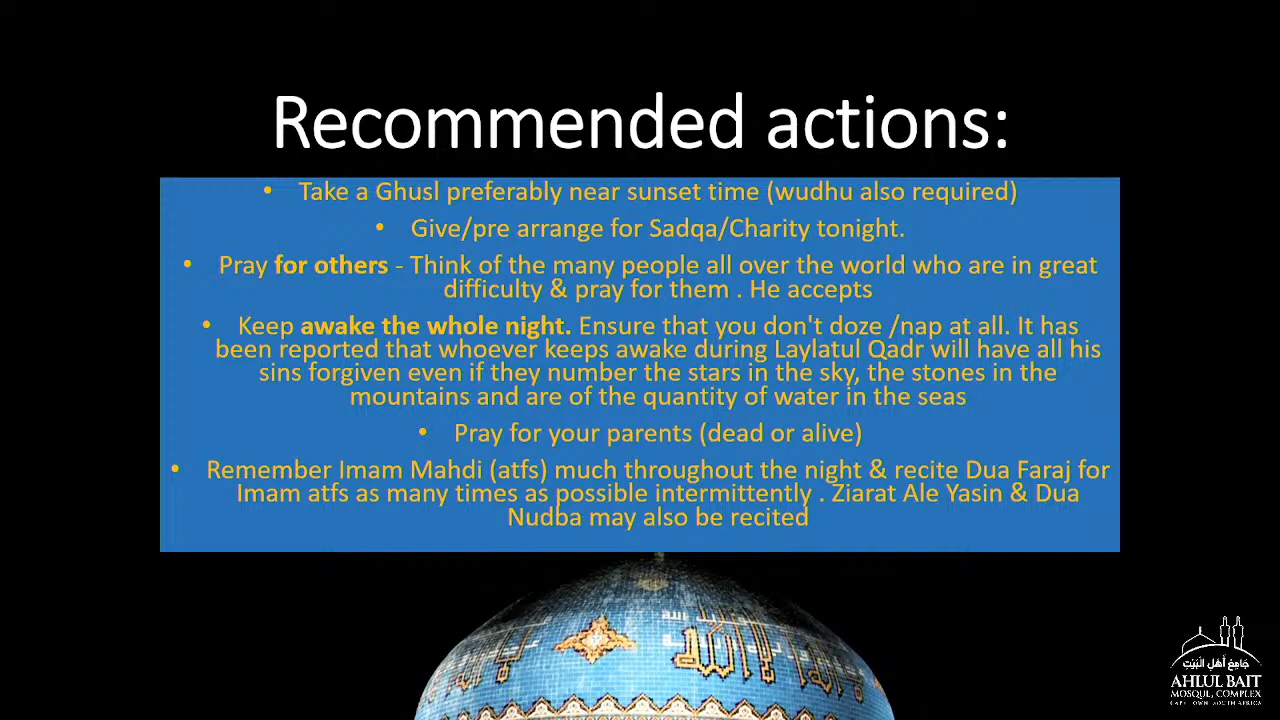 Recommended actions:
• Take a Ghusl preferably near sunset time (wudhu also required)
• Give/pre arrange for Sadqa/Charity tonight.
• Pray for others - Think of the many people all over the world who are in great
difficulty & pray for them . He accepts
• Keep awake the whole night. Ensure that you don't doze /nap at all. It has
been reported that whoever keeps awake during Laylatul Qadr will have all his
sins forgiven even if they number the stars in the sky, the stones in the
mountains and are of the quantity of water in the seas
• Pray for your parents (dead or alive)
• Remember Imam Mahdi (atfs) much throughout the night & recite Dua Faraj for
Imam atfs as many times as possible intermittently . Ziarat Ale Yasin & Dua
Nudba may also be recited
جامع أهل البيت
AHLUL BAIT
MOSQUE COMPLEX
CAPE TOWN, SOUTH AFRICA